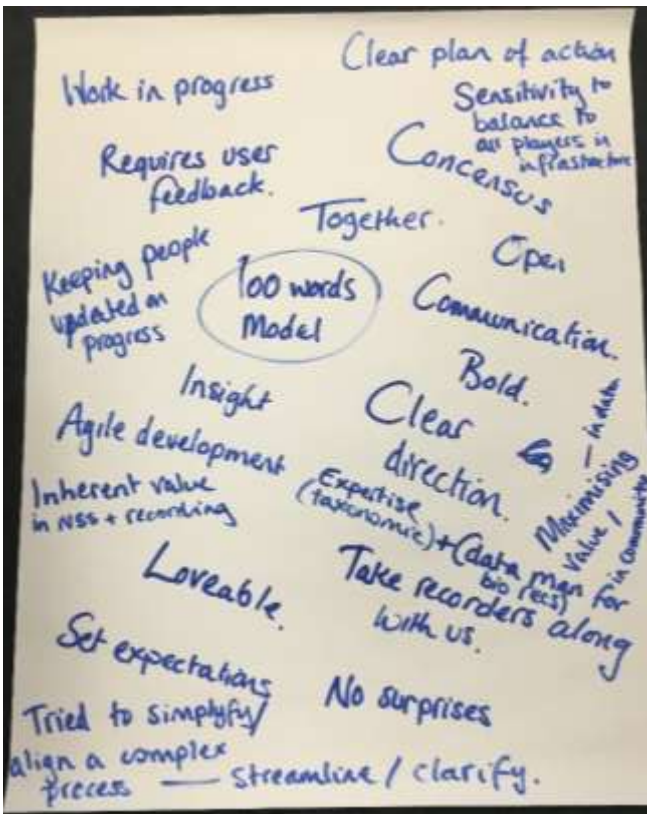 Clear plan of action
Work in progress
Sensitivity to
balance to
all players in
infrastructure
Requires user
feedback.
Concensus
Together.
Open
Keeping people
updated on
progress
100 words
Model
Communication.
Bold.
Insight
Clear
direction.
Agile development
Maximising
value /
- in data
in community
Inherent value
in NSS + recording
Expertise
(taxonomic) + (data man for
bio recs)
Loveable.
Take recorders along
with us.
Set expectations
No surprises
Tried to simplyfy/
align a complex
process — streamline / clarify.